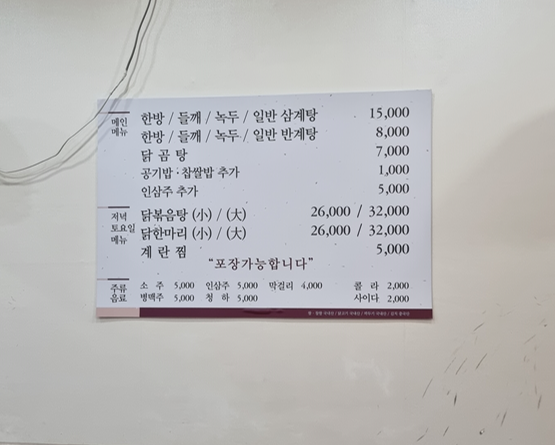 메인 메뉴
한방 / 들깨 / 녹두 / 일반 삼계탕 15,000
한방 / 들깨 / 녹두 / 일반 반계탕 8,000
닭 곰 탕 7,000
공기밥 · 찹쌀밥 추가 1,000
인삼주 추가 5,000
저녁 토요일 메뉴
닭볶음탕 (小) / (大) 26,000 / 32,000
닭한마리 (小) / (大) 26,000 / 32,000
계 란 찜 5,000
“포장가능합니다”
주류 음료
소 주 5,000 인삼주 5,000 막걸리 4,000 콜 라 2,000
병맥주 5,000 청 하 5,000 사이다 2,000